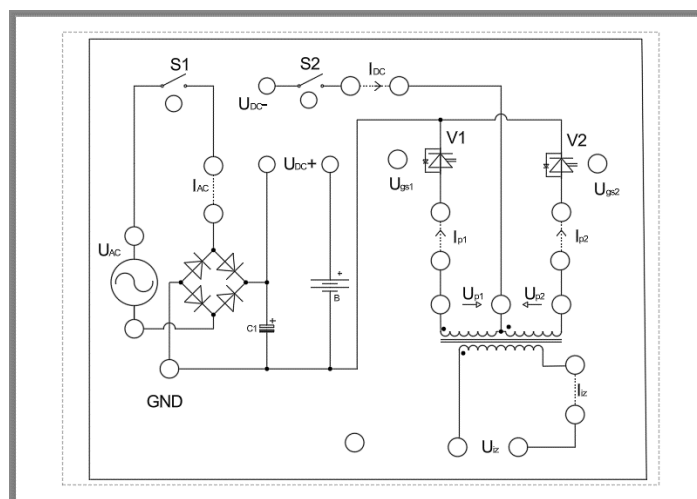 S1
S2
IDC
UDC-
V1
V2
UDC+
IAC
Ugs1
Ugs2
UAC
Ip1
Ip2
+
B
Up1
Up2
+
C1
GND
Iiz
Uiz